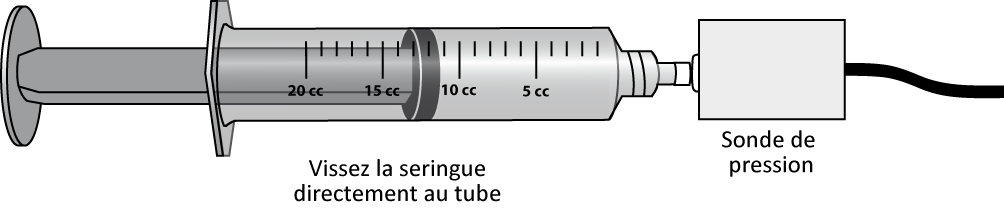 20 cc 15 cc 10 cc 5 cc
Sonde de
pression
Vissez la seringue
directement au tube